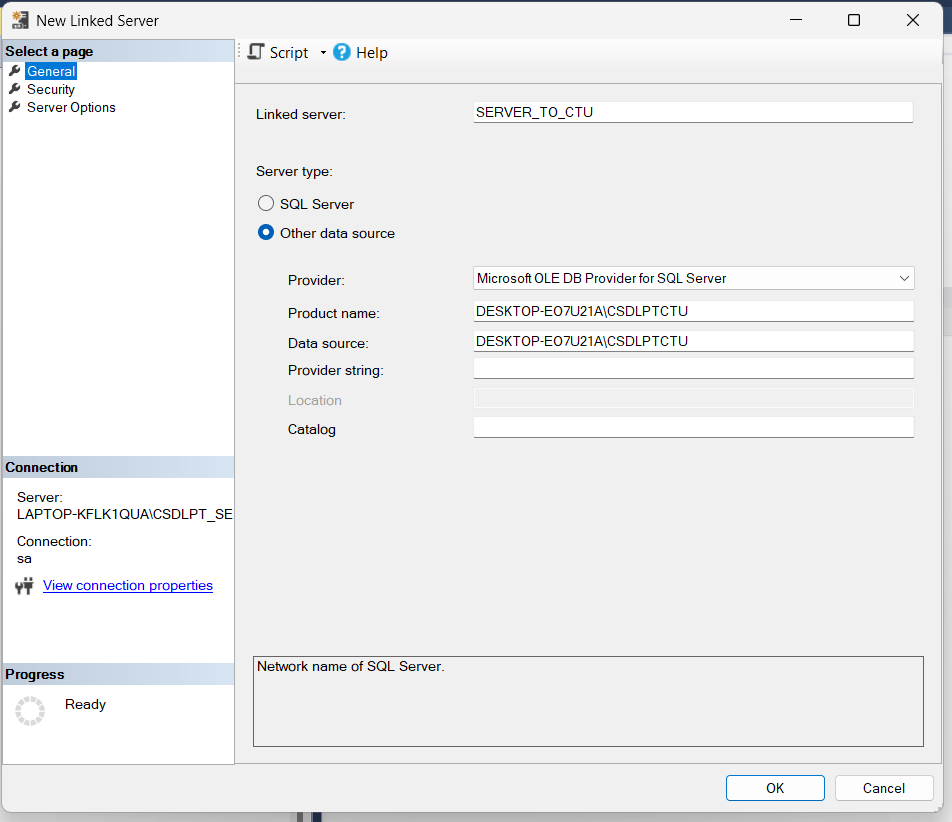 New Linked Server
Select a page
General
Security
Server Options
Script
Help
Linked server:
SERVER_TO_CTU
Server type:
SQL Server
Other data source
Provider:
Microsoft OLE DB Provider for SQL Server
Product name:
DESKTOP-EO7U21A\CSDLPTCTU
Data source:
DESKTOP-EO7U21A\CSDLPTCTU
Provider string:
Location
Catalog
Connection
Server:
LAPTOP-KFLK1QUA\CSDLPT_SE
Connection:
sa
View connection properties
Progress
Ready
Network name of SQL Server.
OK
Cancel